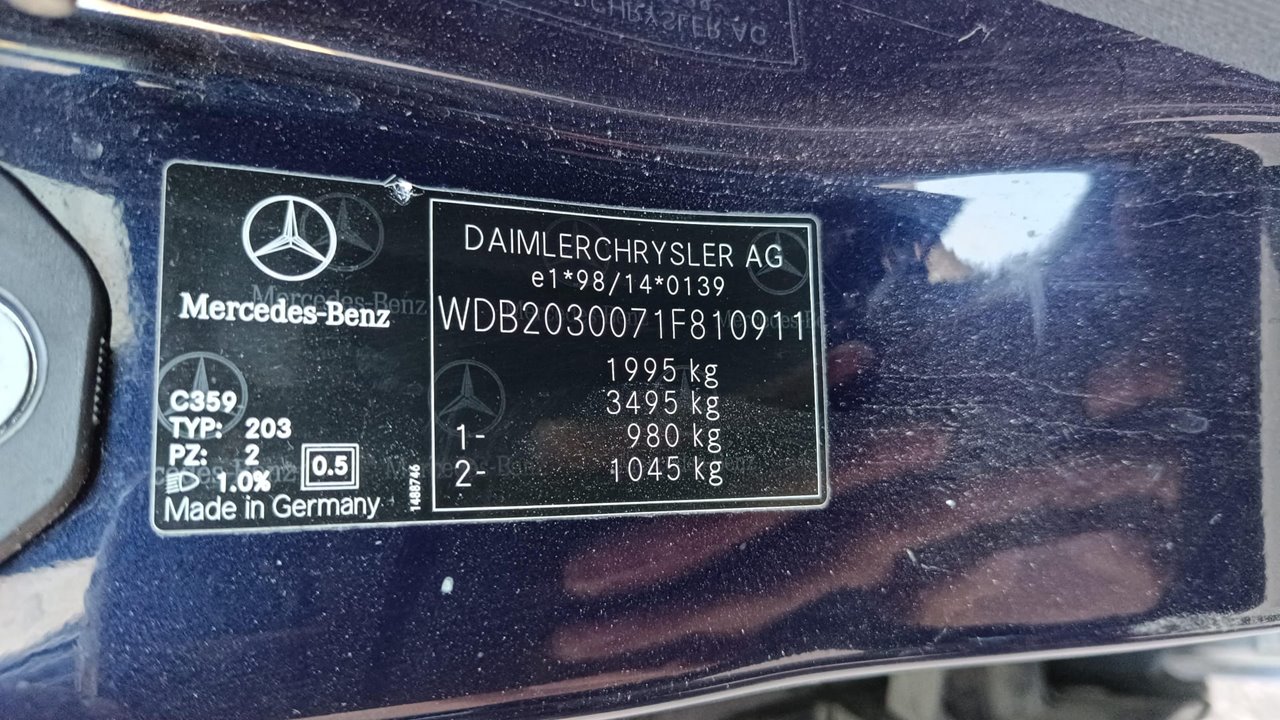 Mercedes-Benz
C359
TYP: 203
PZ: 2
1.0%
0.5
Made in Germany
1488746
DAIMLERCHRYSLER AG
e1*98/14*0139
WDB2030071F810911
1995 kg
3495 kg
1- 980 kg
2- 1045 kg